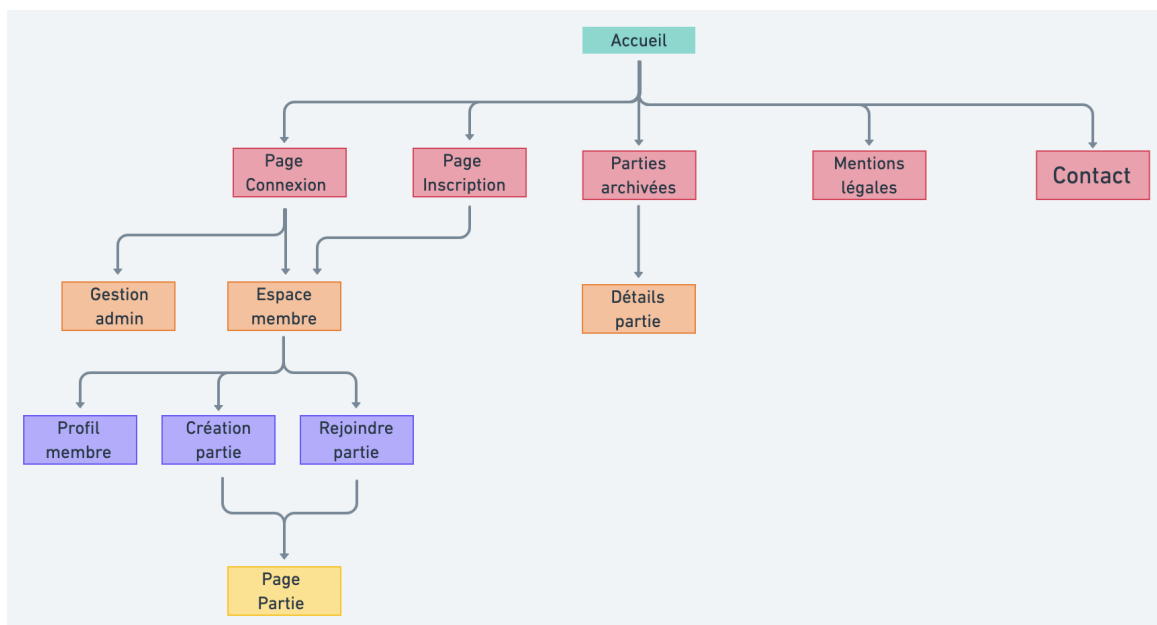 Accueil
Page
Connexion
Page
Inscription
Parties
archivées
Mentions
légales
Contact
Gestion
admin
Espace
membre
Détails
partie
Profil
membre
Création
partie
Rejoindre
partie
Page
Partie